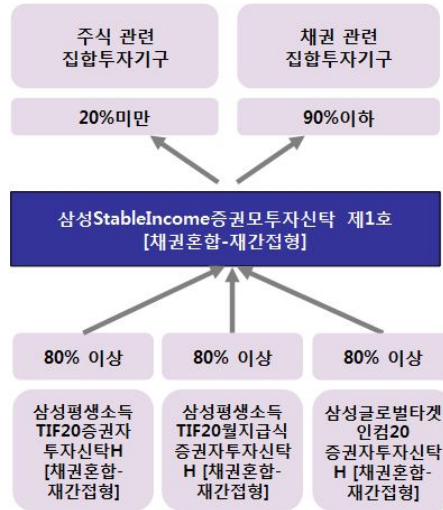 주식 관련
집합투자기구
채권 관련
집합투자기구
20%미만
90%이하
삼성StableIncome증권모투자신탁 제1호
[채권혼합-재간접형]
80% 이상
80% 이상
80% 이상
삼성평생소득
TIF20증권자
투자신탁H
[채권혼합-
재간접형]
삼성평생소득
TIF20월지급식
증권자투자신탁
H [채권혼합-
재간접형]
삼성글로벌타겟
인컴20
증권자투자신탁
H [채권혼합-
재간접형]